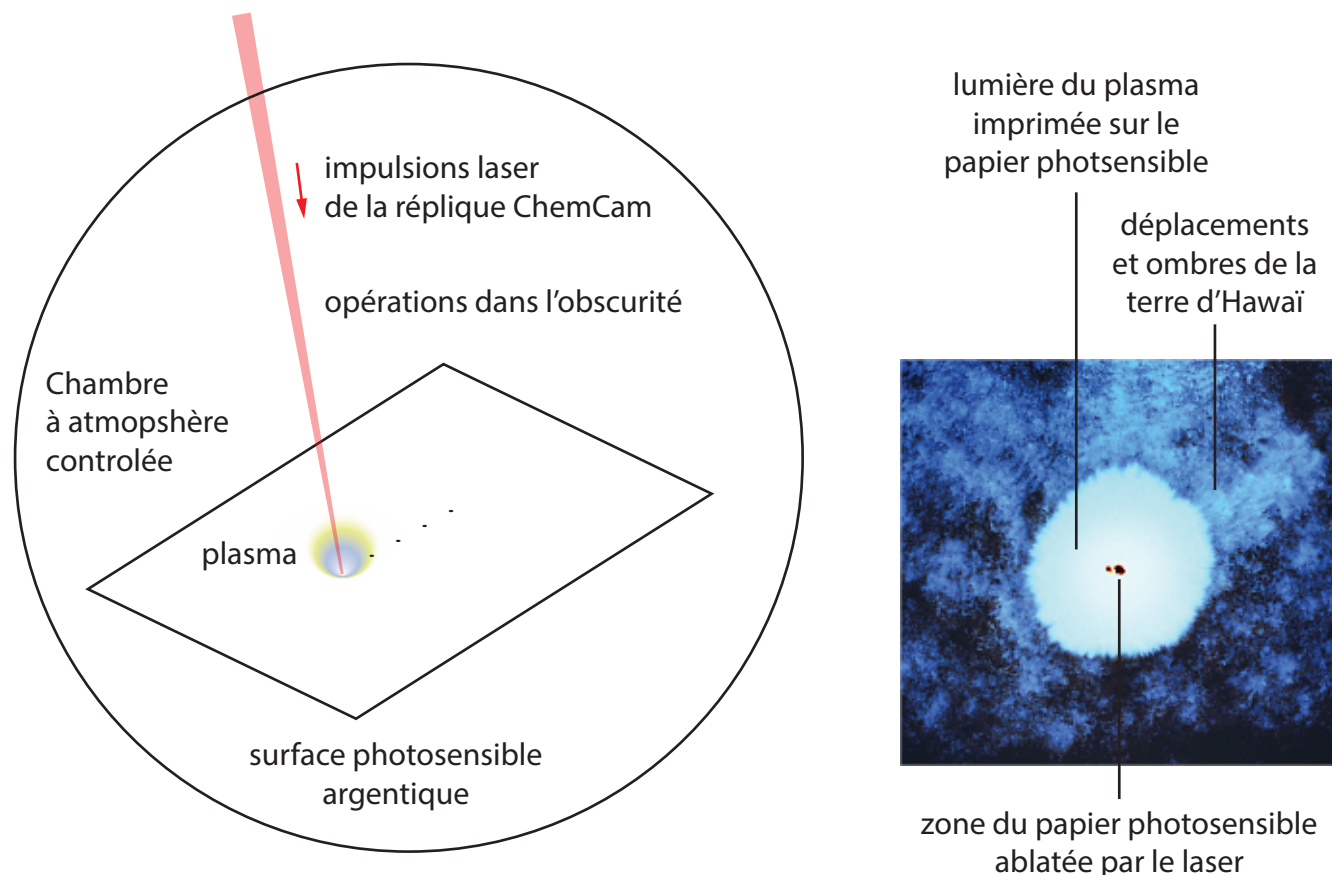 impulsions laser
de la réplique ChemCam
opérations dans l'obscurité
Chambre
à atmopshère
controlée
plasma
surface photosensible
argentique
lumière du plasma
imprimée sur le
papier photsensible
déplacements
et ombres de la
terre d'Hawaï
zone du papier photosensible
ablatée par le laser